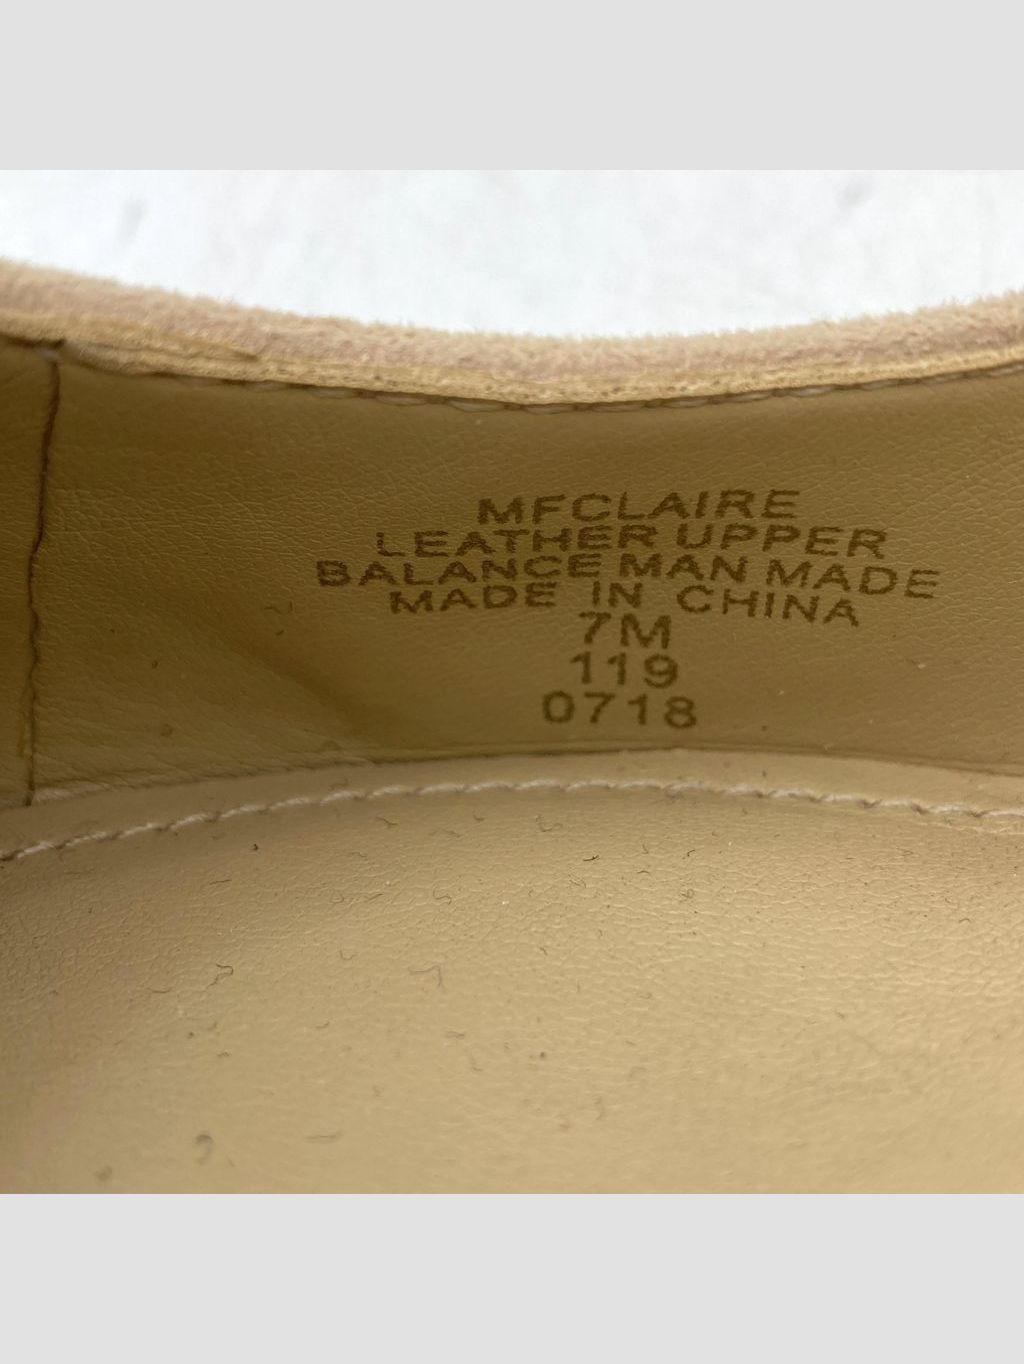 MFCLAIRE
LEATHER UPPER
BALANCE MAN MADE
MADE IN CHINA
7M
119
0718